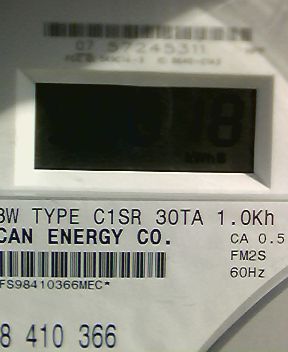 07 57245311
18
kWh
3W TYPE C1SR 30TA 1.0Kh
CAN ENERGY CO.
CA 0.5
FM2S
60Hz
FS98410366MEC*
8 410 366